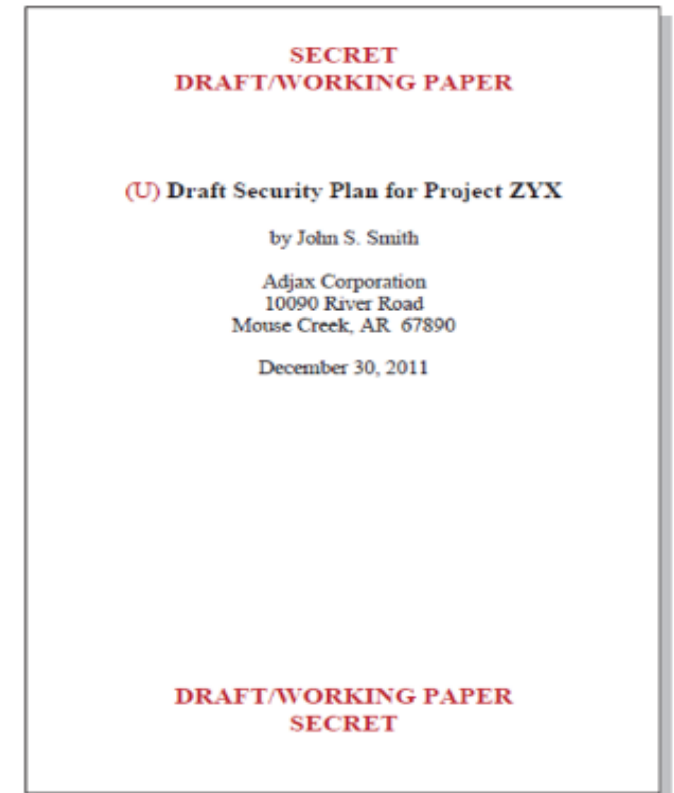 SECRET
DRAFT/WORKING PAPER
(U) Draft Security Plan for Project ZYX
by John S. Smith
Adjax Corporation
10090 River Road
Mouse Creek, AR 67890
December 30, 2011
DRAFT/WORKING PAPER
SECRET